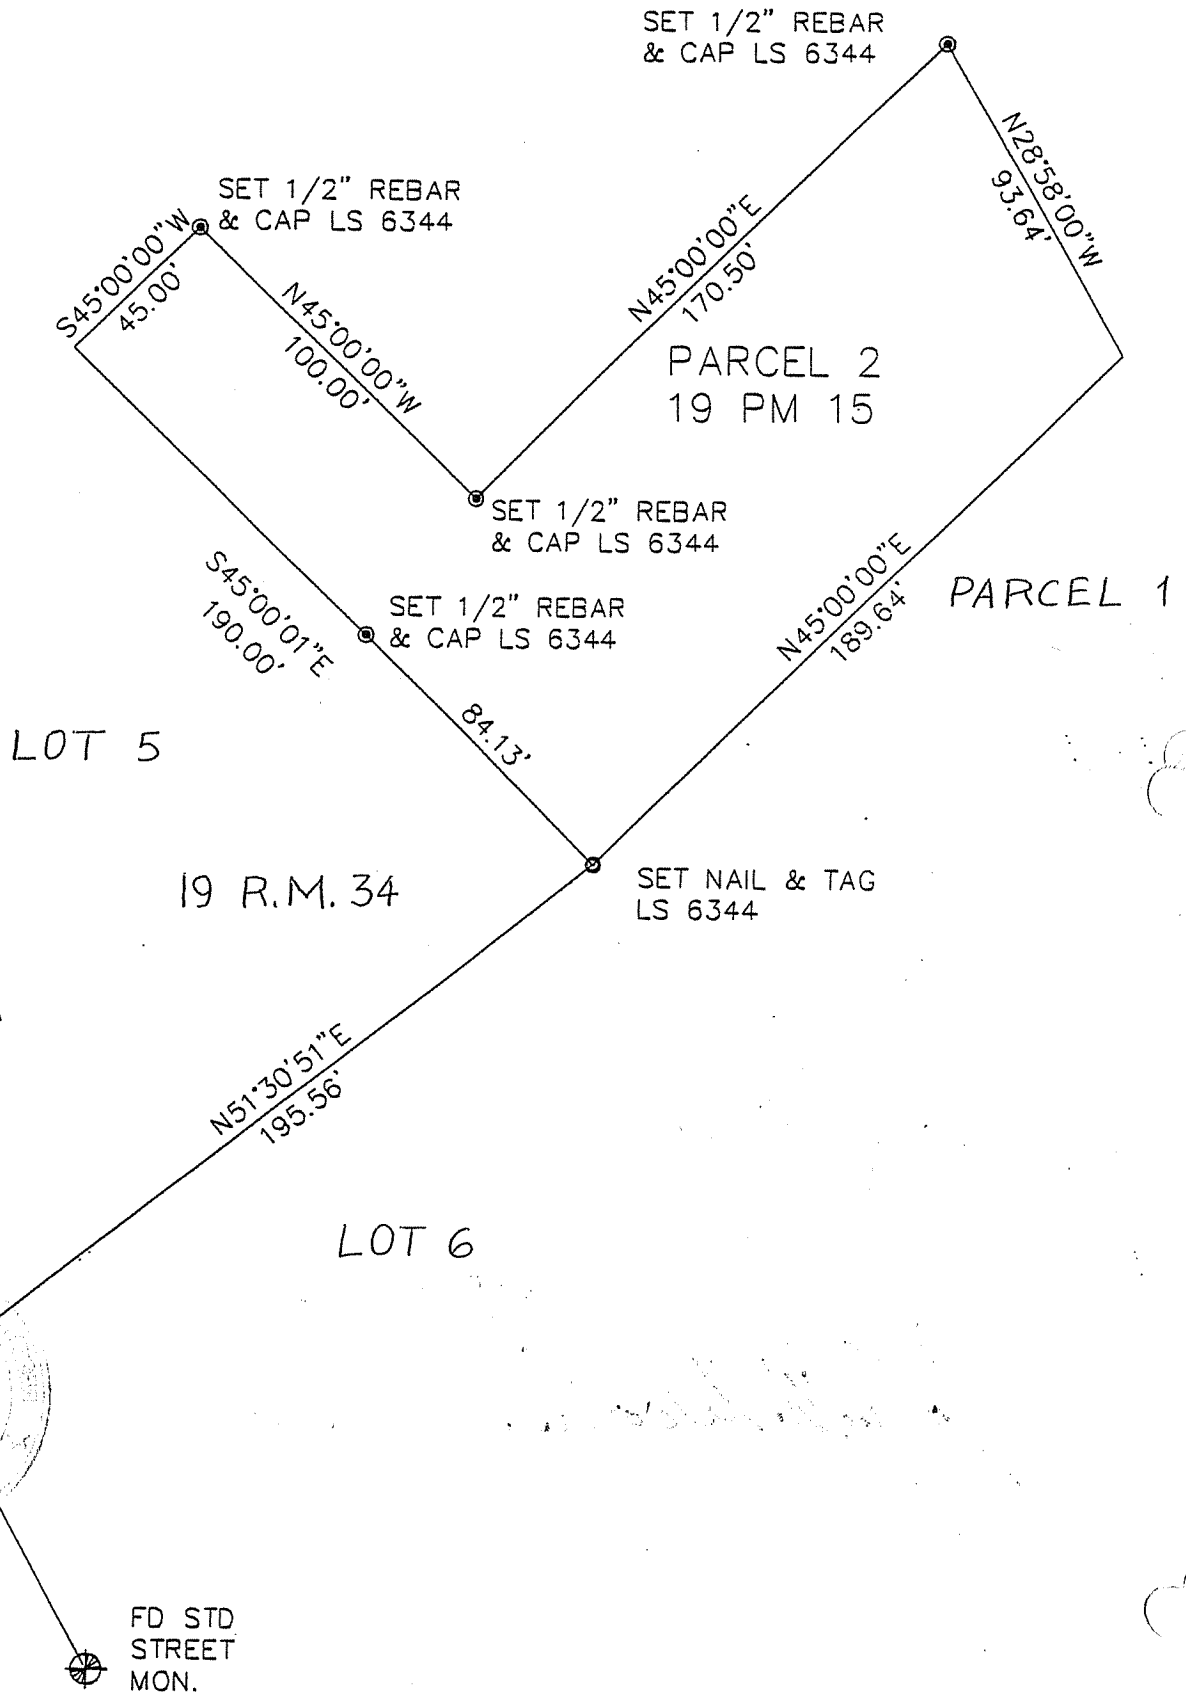 SET 1/2" REBAR
& CAP LS 6344
N28°58'00"W
93.64'
SET 1/2" REBAR
& CAP LS 6344
S45°00'00"W
45.00'
N45°00'00"W
100.00'
N45°00'00"E
170.50'
PARCEL 2
19 PM 15
SET 1/2" REBAR
& CAP LS 6344
S45°00'01"E
190.00'
SET 1/2" REBAR
& CAP LS 6344
N45°00'00"E
189.64'
PARCEL 1
84.13'
LOT 5
19 R.M. 34
SET NAIL & TAG
LS 6344
N51°30'51"E
195.56'
LOT 6
FD STD
STREET
MON.